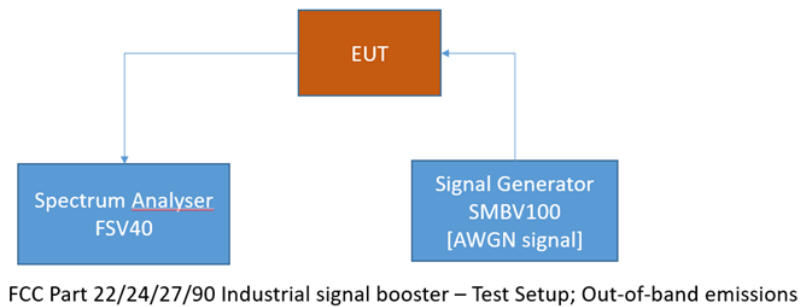 EUT
Spectrum Analyser
FSV40
Signal Generator
SMBV100
[AWGN signal]
FCC Part 22/24/27/90 Industrial signal booster – Test Setup; Out-of-band emissions